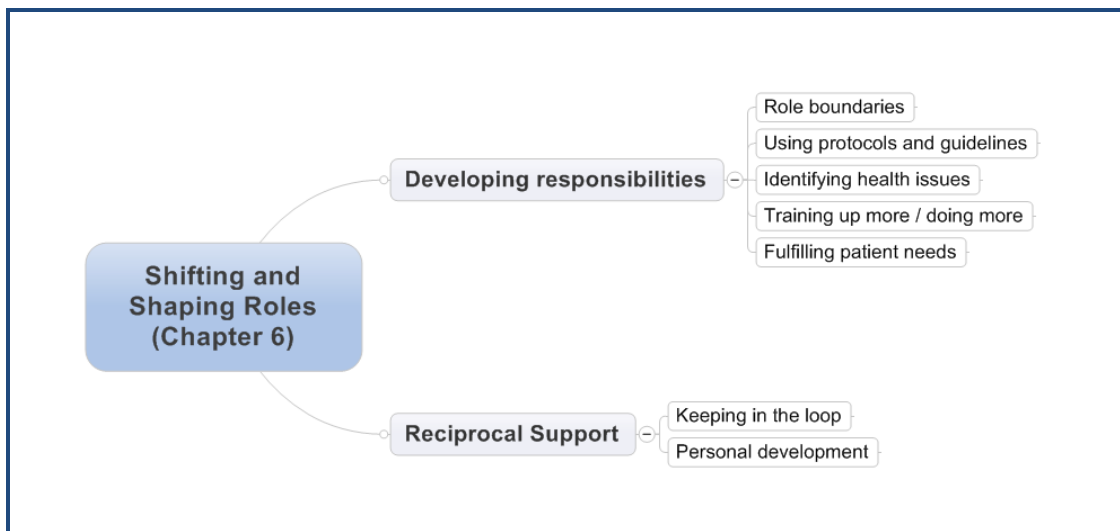 Shifting and
Shaping Roles
(Chapter 6)
Developing responsibilities
Role boundaries
Using protocols and guidelines
Identifying health issues
Training up more / doing more
Fulfilling patient needs
Reciprocal Support
Keeping in the loop
Personal development